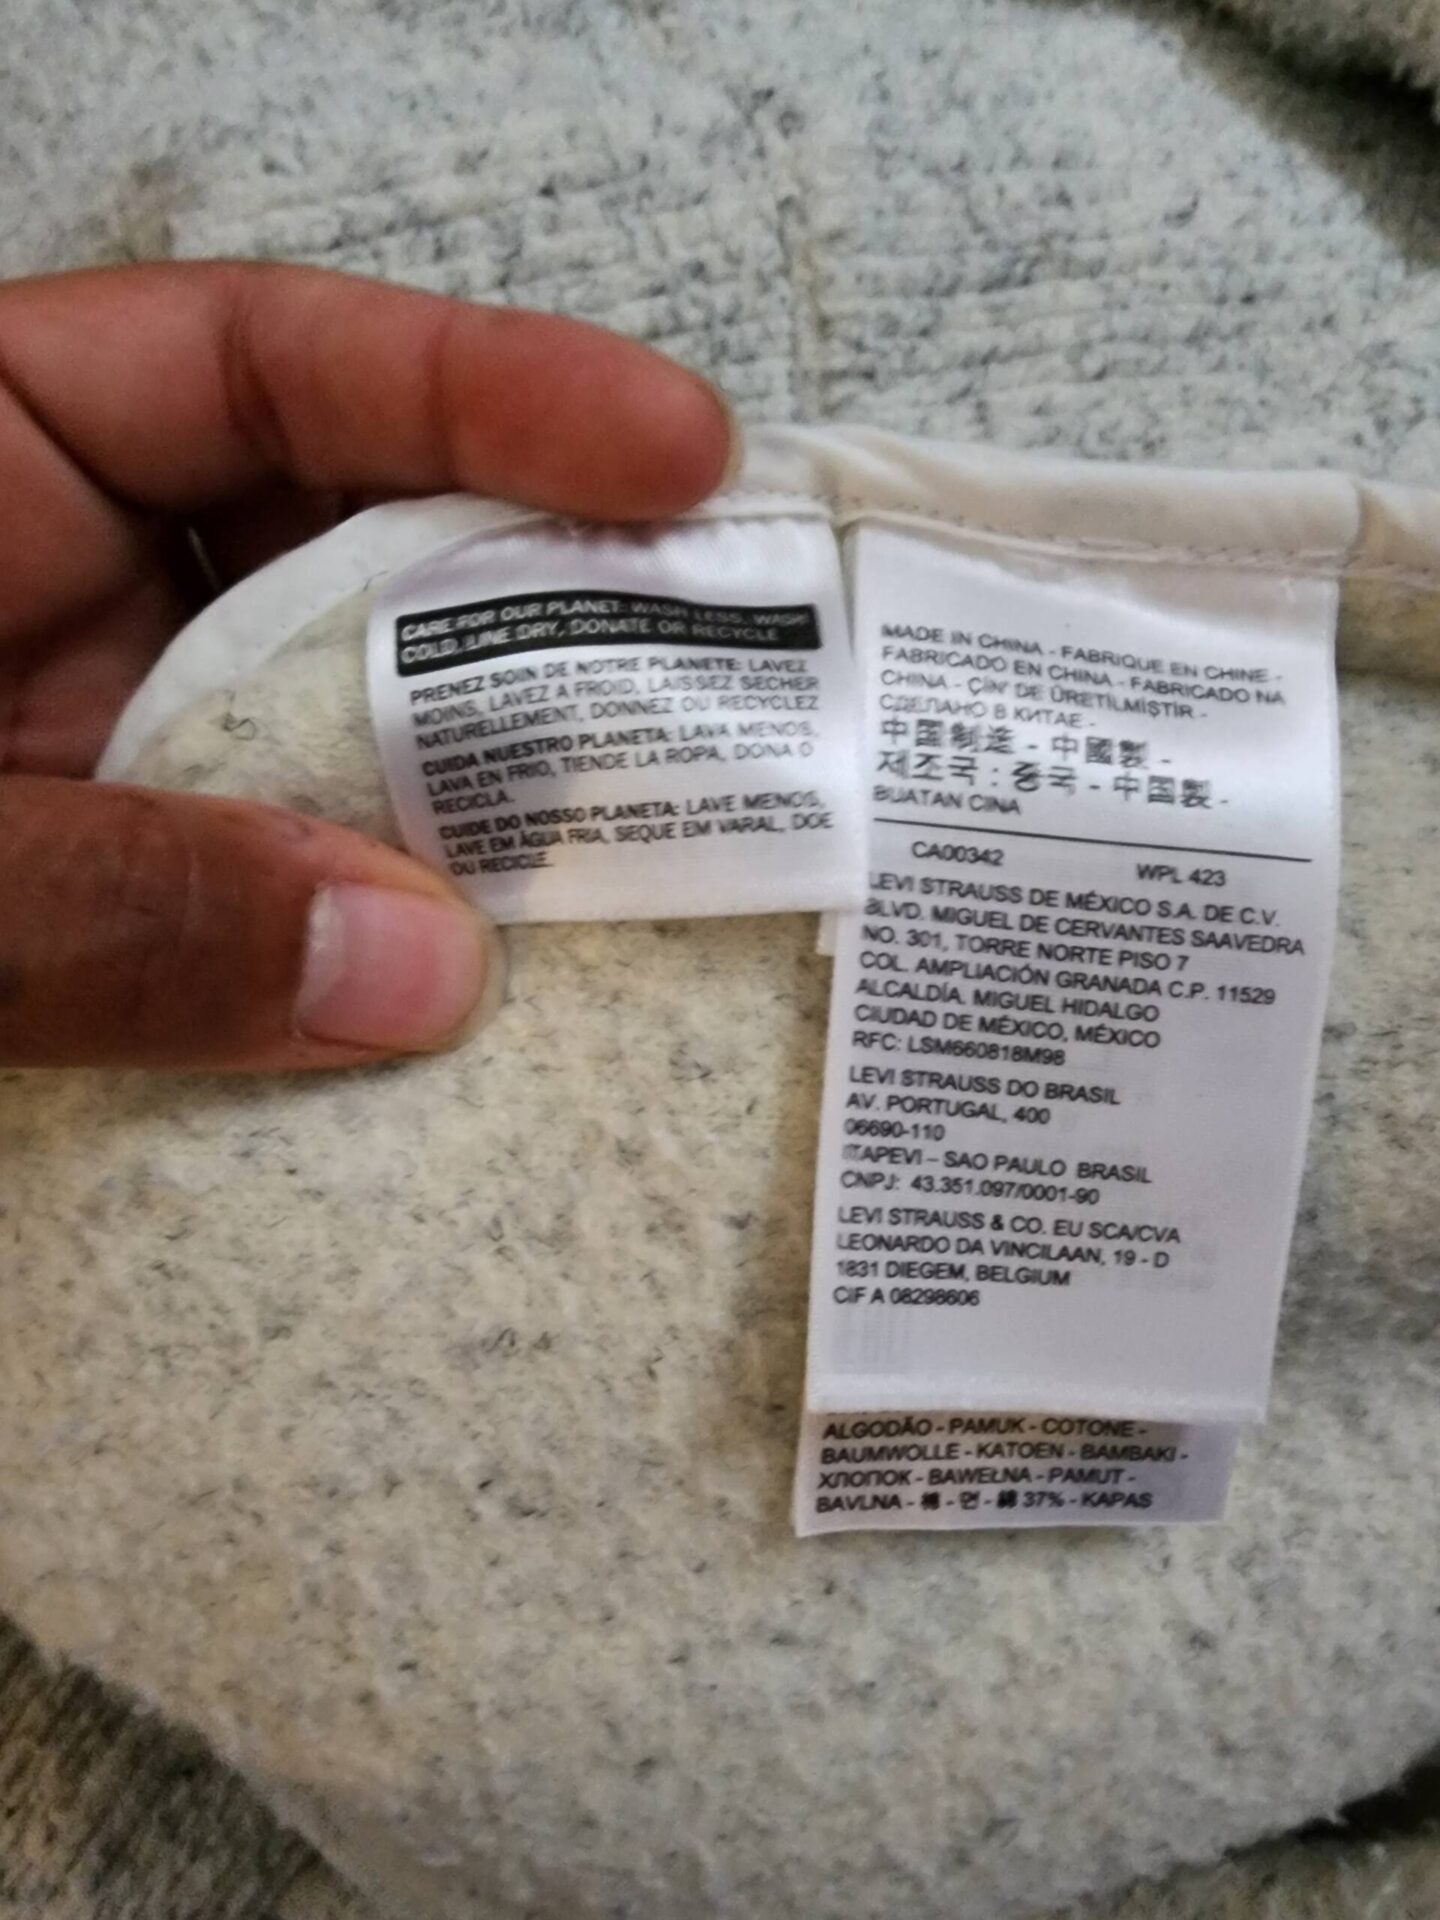 CARE FOR OUR PLANET: WASH LESS, WASH
COLD, LINE DRY, DONATE OR RECYCLE
PRENEZ SOIN DE NOTRE PLANETE: LAVEZ
MOINS, LAVEZ A FROID, LAISSEZ SECHER
NATURELLEMENT, DONNEZ OU RECYCLEZ
CUIDA NUESTRO PLANETA: LAVA MENOS,
LAVA EN FRIO, TIENDE LA ROPA, DONA O
RECICLA.
CUIDE DO NOSSO PLANETA: LAVE MENOS,
LAVE EM ÁGUA FRIA, SEQUE EM VARAL, DOE
OU RECICLE.
MADE IN CHINA - FABRIQUE EN CHINE -
FABRICADO EN CHINA - FABRICADO NA
CHINA - ÇİN' DE ÜRETİLMİŞTİR -
СДЕЛАНО В КИТАЕ -
中国制造 - 中國製 -
제조국 : 중국 - 中国製 -
BUATAN CINA
CA00342 WPL 423
LEVI STRAUSS DE MÉXICO S.A. DE C.V.
BLVD. MIGUEL DE CERVANTES SAAVEDRA
NO. 301, TORRE NORTE PISO 7
COL. AMPLIACIÓN GRANADA C.P. 11529
ALCALDÍA. MIGUEL HIDALGO
CIUDAD DE MÉXICO, MÉXICO
RFC: LSM660818M98
LEVI STRAUSS DO BRASIL
AV. PORTUGAL, 400
06690-110
ITAPEVI – SAO PAULO BRASIL
CNPJ: 43.351.097/0001-90
LEVI STRAUSS & CO. EU SCA/CVA
LEONARDO DA VINCILAAN, 19 - D
1831 DIEGEM, BELGIUM
CIF A 08298606
ALGODÃO - PAMUK - COTONE -
BAUMWOLLE - KATOEN - BAMBAKI -
ХЛОПОК - BAWEŁNA - PAMUT -
BAVLNA - 棉 - 면 - 綿 37% - KAPAS